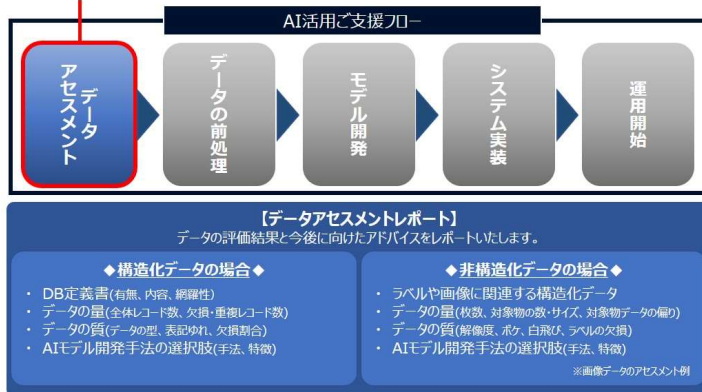 AI活用ご支援フロー
データ
アセスメント
データの前処理
モデル開発
システム実装
運用開始
【データアセスメントレポート】
データの評価結果と今後に向けたアドバイスをレポートいたします。
◆構造化データの場合◆
・ DB定義書(有無、内容、網羅性)
・ データの量(全体レコード数、欠損・重複レコード数)
・ データの質(データの型、表記ゆれ、欠損割合)
・ AIモデル開発手法の選択肢(手法、特徴)
◆非構造化データの場合◆
・ ラベルや画像に関連する構造化データ
・ データの量(枚数、対象物の数・サイズ、対象物データの偏り)
・ データの質(解像度、ボケ、白飛び、ラベルの欠損)
・ AIモデル開発手法の選択肢(手法、特徴)
※画像データのアセスメント例